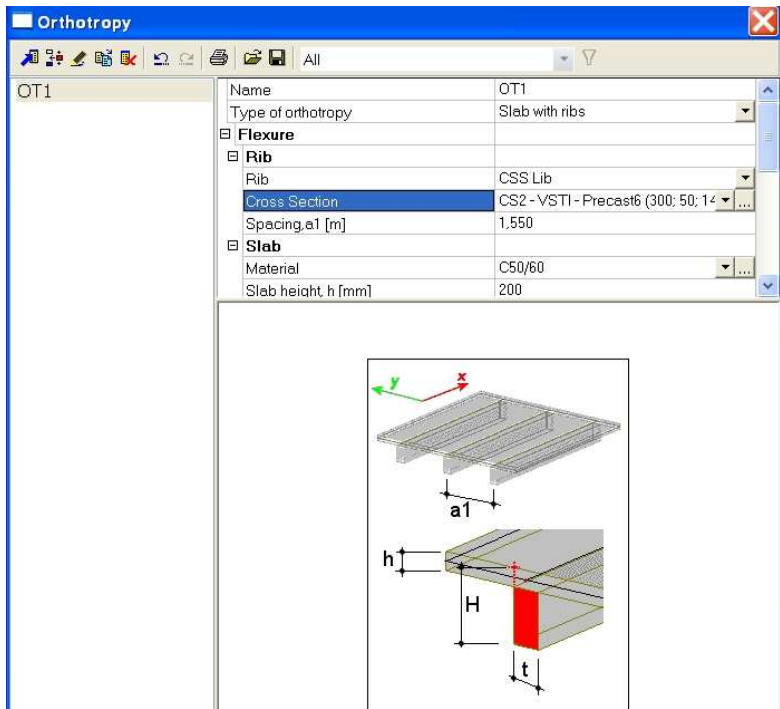 Orthotropy
All
OT1
Name OT1
Type of orthotropy Slab with ribs
Flexure
Rib
Rib CSS Lib
Cross Section CS2 - VSTI - Precast6 (300; 50; 14
Spacing,a1 [m] 1,550
Slab
Material C50/60
Slab height, h [mm] 200
y x
a1
h
H
t